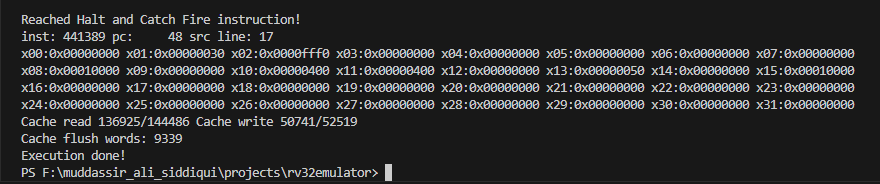 Reached Halt and Catch Fire instruction!
inst: 441389 pc:     48 src line: 17
x00:0x00000000 x01:0x00000030 x02:0x0000fff0 x03:0x00000000 x04:0x00000000 x05:0x00000000 x06:0x00000000 x07:0x00000000
x08:0x00010000 x09:0x00000000 x10:0x00000400 x11:0x00000400 x12:0x00000000 x13:0x00000050 x14:0x00000000 x15:0x00010000
x16:0x00000000 x17:0x00000000 x18:0x00000000 x19:0x00000000 x20:0x00000000 x21:0x00000000 x22:0x00000000 x23:0x00000000
x24:0x00000000 x25:0x00000000 x26:0x00000000 x27:0x00000000 x28:0x00000000 x29:0x00000000 x30:0x00000000 x31:0x00000000
Cache read 136925/144486 Cache write 50741/52519
Cache flush words: 9339
Execution done!
PS F:\muddassir_ali_siddiqui\projects\rv32emulator>